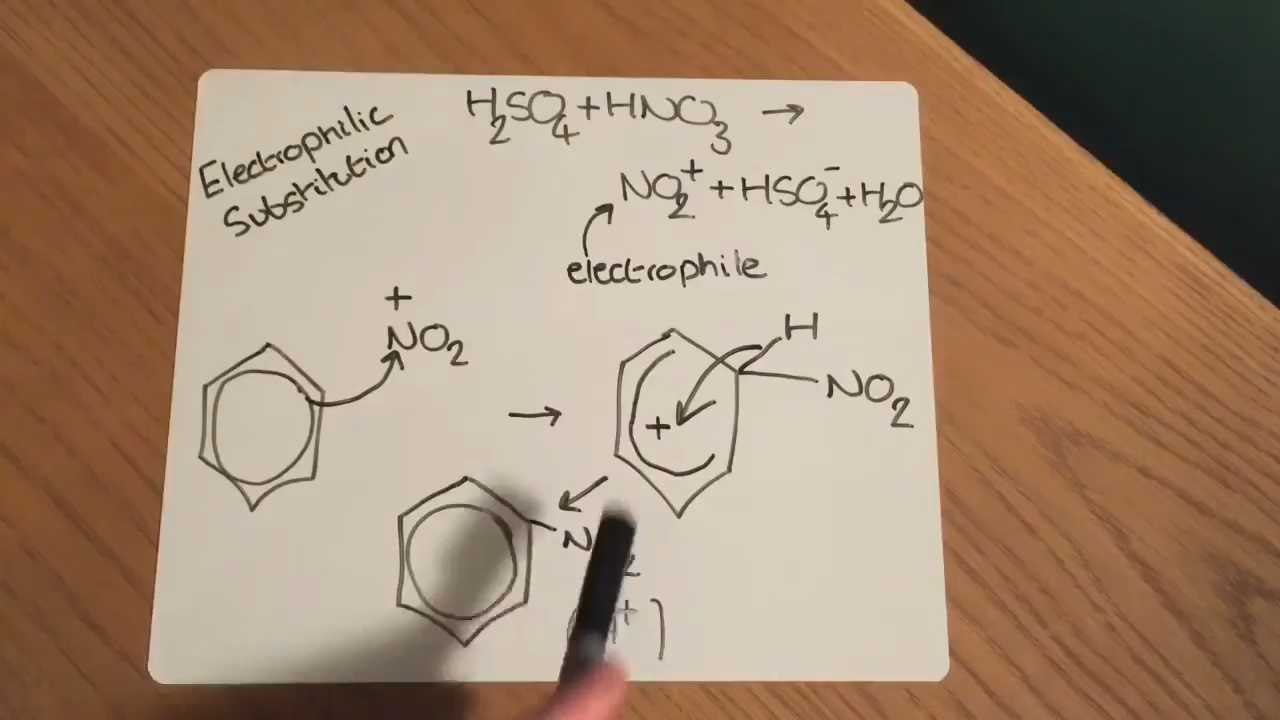 Electrophilic
Substitution
H₂SO₄ + HNO₃ →
NO₂⁺ + HSO₄⁻ + H₂O
electrophile
+
NO₂
→
H
+
NO₂